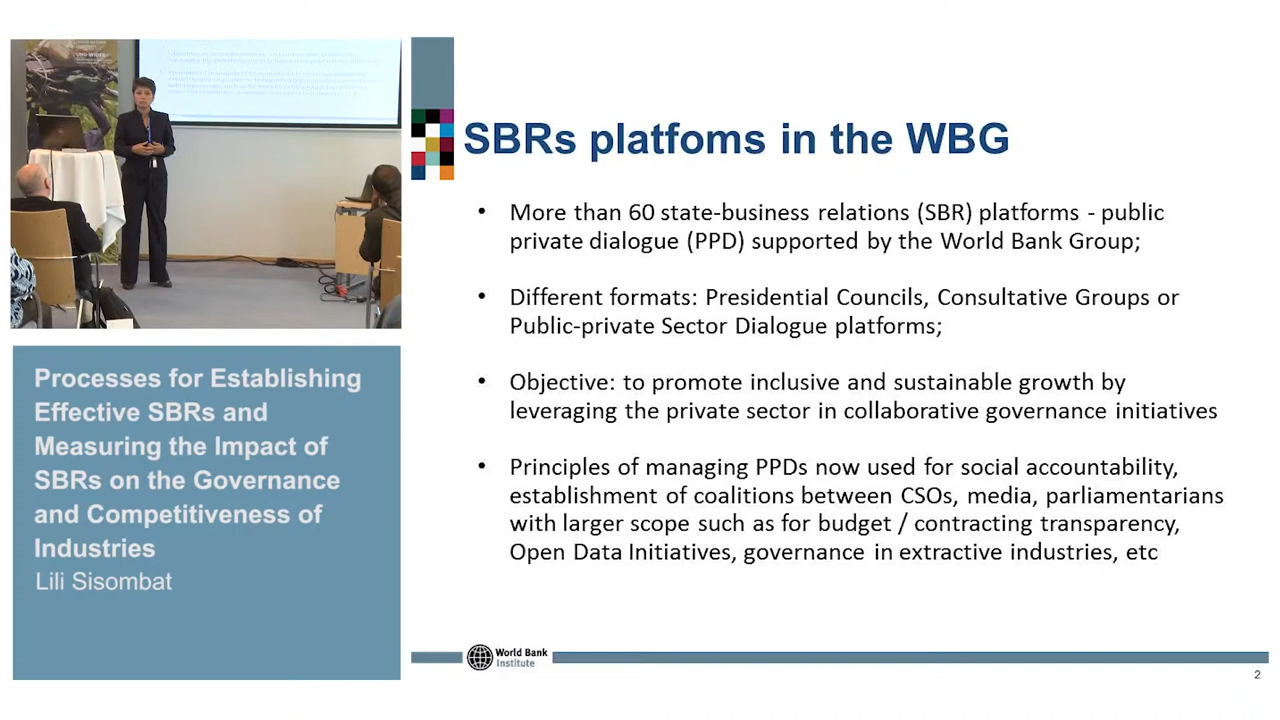 Processes for Establishing
Effective SBRs and
Measuring the Impact of
SBRs on the Governance
and Competitiveness of
Industries
Lili Sisombat
SBRs platfoms in the WBG
• More than 60 state-business relations (SBR) platforms - public
private dialogue (PPD) supported by the World Bank Group;
• Different formats: Presidential Councils, Consultative Groups or
Public-private Sector Dialogue platforms;
• Objective: to promote inclusive and sustainable growth by
leveraging the private sector in collaborative governance initiatives
• Principles of managing PPDs now used for social accountability,
establishment of coalitions between CSOs, media, parliamentarians
with larger scope such as for budget / contracting transparency,
Open Data Initiatives, governance in extractive industries, etc
World Bank
Institute
2